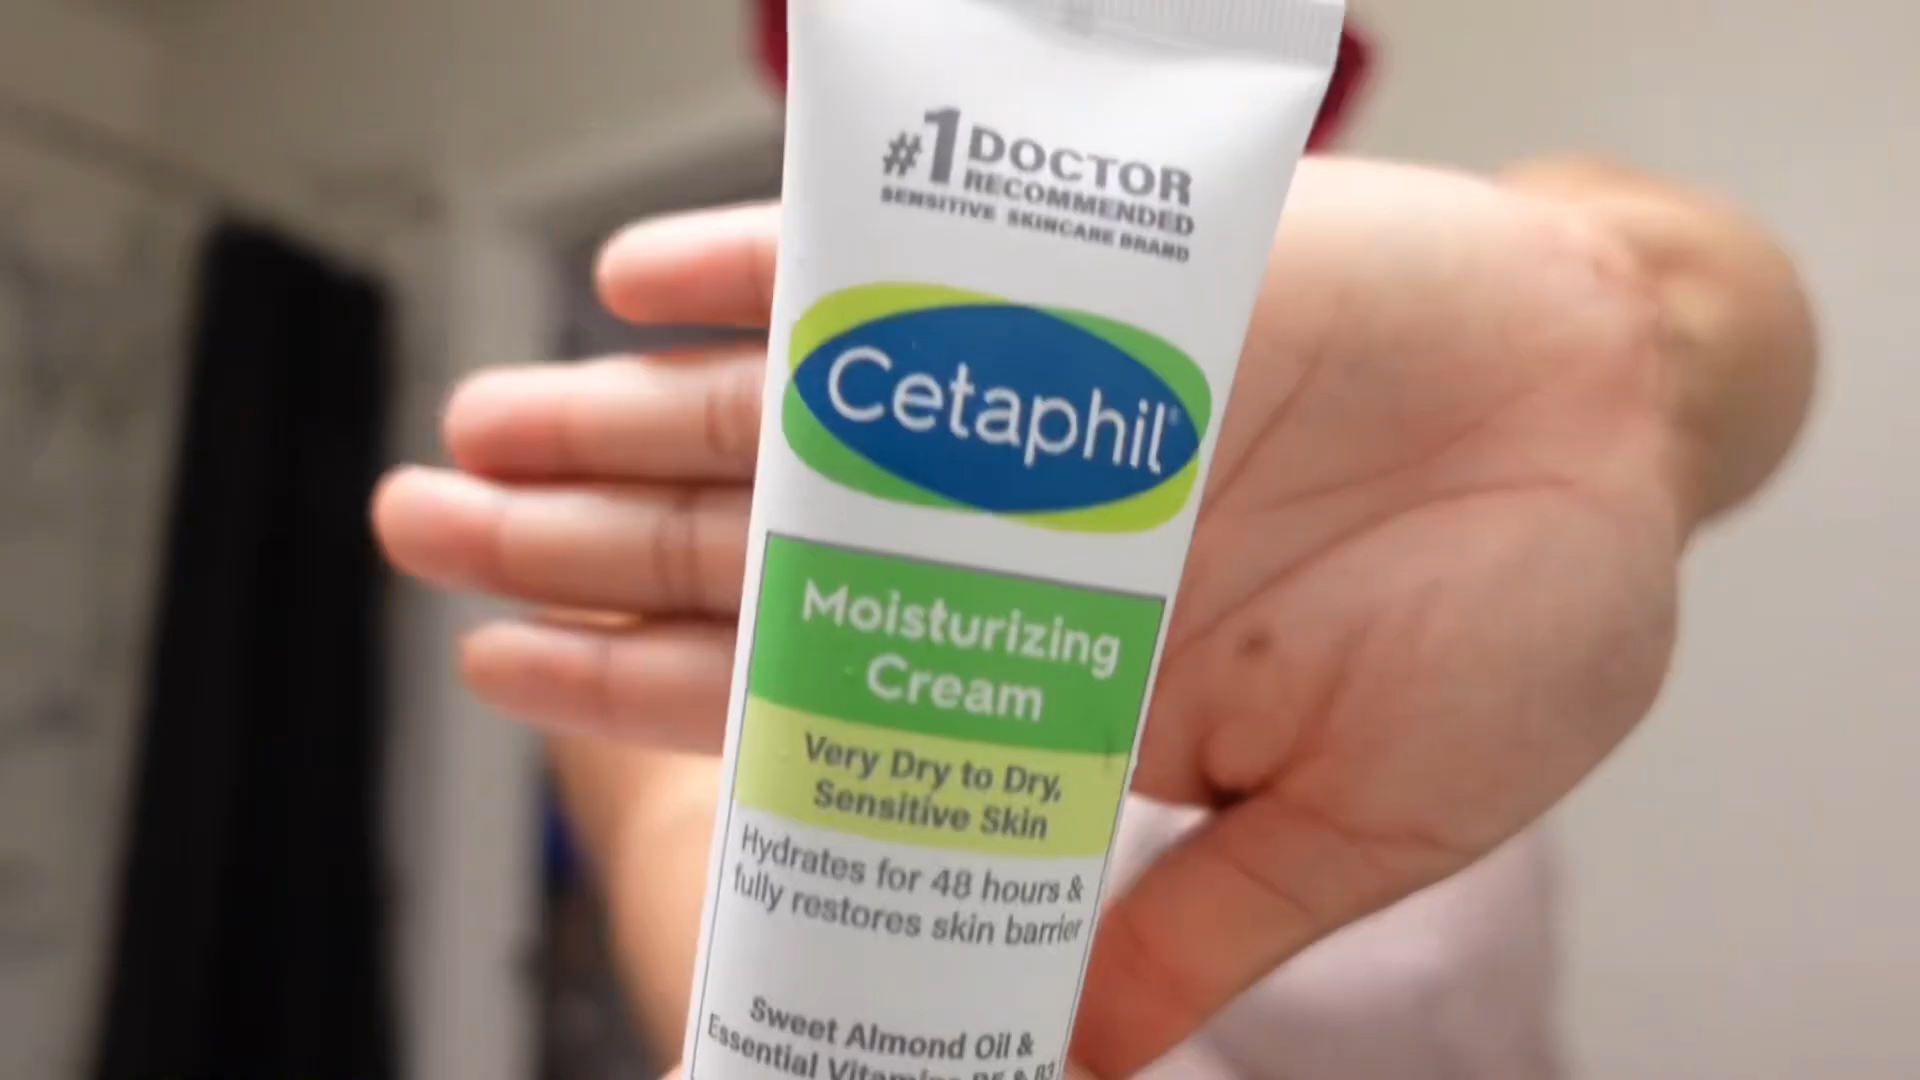 #1 DOCTOR
RECOMMENDED
SENSITIVE SKINCARE BRAND
Cetaphil®
Moisturizing
Cream
Very Dry to Dry,
Sensitive Skin
Hydrates for 48 hours &
fully restores skin barrier
Sweet Almond Oil &
Essential